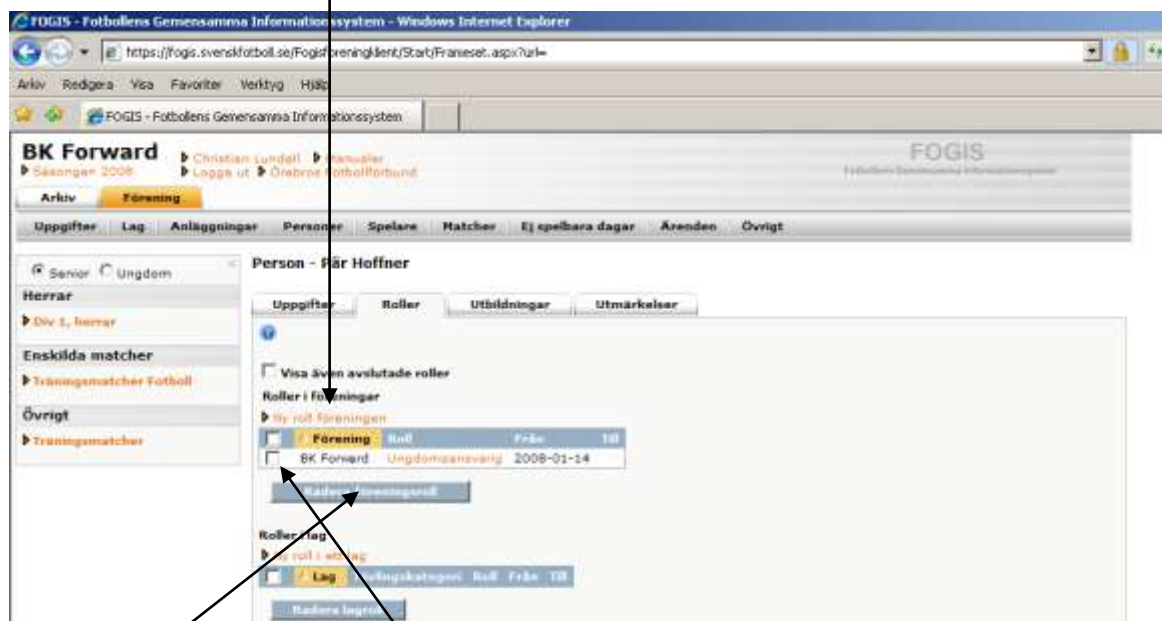 FOGIS - Fotbollens Gemensamma Informationssystem - Windows Internet Explorer
https://fogis.svenskfotboll.se/Fogisforeningklient/Start/Frameset.aspx?url=
Arkiv Redigera Visa Favoriter Verktyg Hjälp
FOGIS - Fotbollens Gemensamma Informationssystem
BK Forward Christian Lundell Manualer FOGIS
Säsongen 2008 Logga ut Örebros Fotbollförbund Fotbollens Gemensamma Informationssystem
Arkiv Förening
Uppgifter Lag Anläggningar Personer Spelare Matcher Ej spelbara dagar Ärenden Övrigt
Senior Ungdom
Person - Pär Hoffner
Herrar
Uppgifter Roller Utbildningar Utmärkelser
Div 1, herrar
Enskilda matcher
Visa även avslutade roller
Träningsmatcher Fotboll
Roller i föreningar
Övrigt
Ny roll föreningen
Träningsmatcher
Förening Roll Från Till
BK Forward Ungdomsansvarig 2008-01-14
Radera föreningsroll
Roller i lag
Ny roll i ett lag
Lag Tävlingskategori Roll Från Till
Radera lagroll